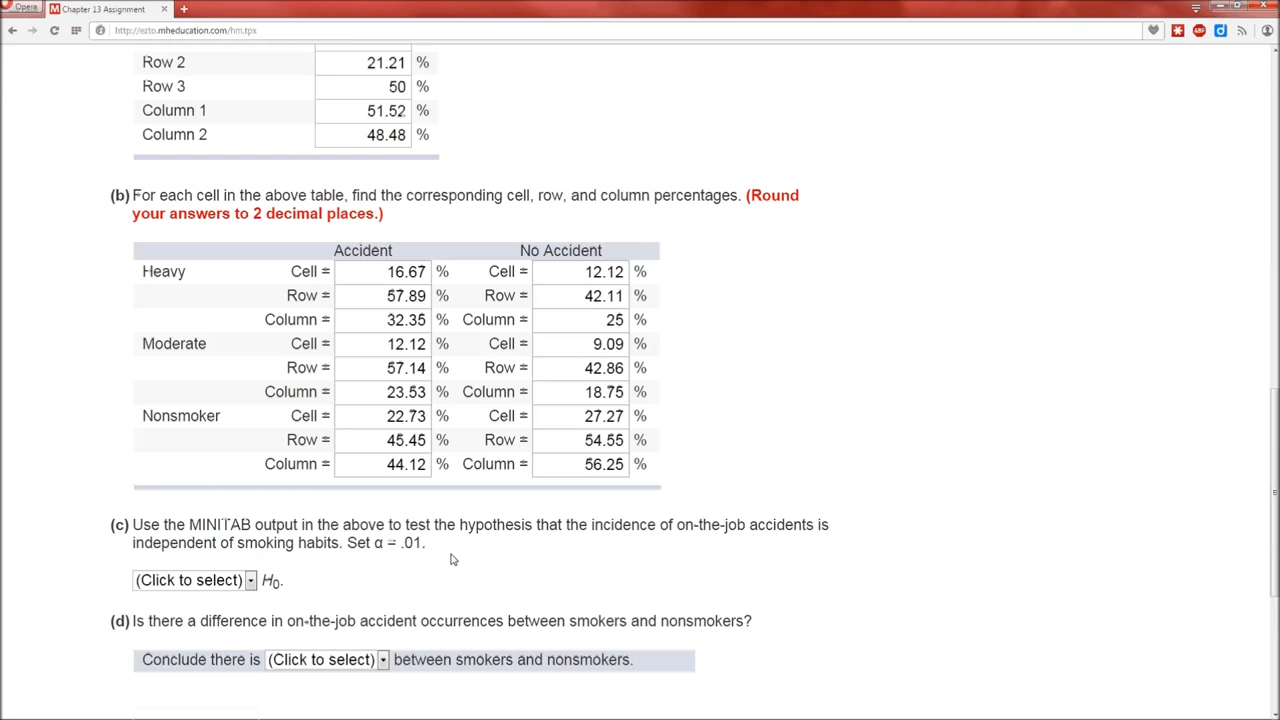 Opera
Chapter 13 Assignment
http://ezto.mheducation.com/hm.tpx
Row 2 21.21 %
Row 3 50 %
Column 1 51.52 %
Column 2 48.48 %
(b) For each cell in the above table, find the corresponding cell, row, and column percentages. (Round
your answers to 2 decimal places.)
Accident No Accident
Heavy Cell = 16.67 % Cell = 12.12 %
Row = 57.89 % Row = 42.11 %
Column = 32.35 % Column = 25 %
Moderate Cell = 12.12 % Cell = 9.09 %
Row = 57.14 % Row = 42.86 %
Column = 23.53 % Column = 18.75 %
Nonsmoker Cell = 22.73 % Cell = 27.27 %
Row = 45.45 % Row = 54.55 %
Column = 44.12 % Column = 56.25 %
(c) Use the MINITAB output in the above to test the hypothesis that the incidence of on-the-job accidents is
independent of smoking habits. Set α = .01.
(Click to select) H0.
(d) Is there a difference in on-the-job accident occurrences between smokers and nonsmokers?
Conclude there is (Click to select) between smokers and nonsmokers.